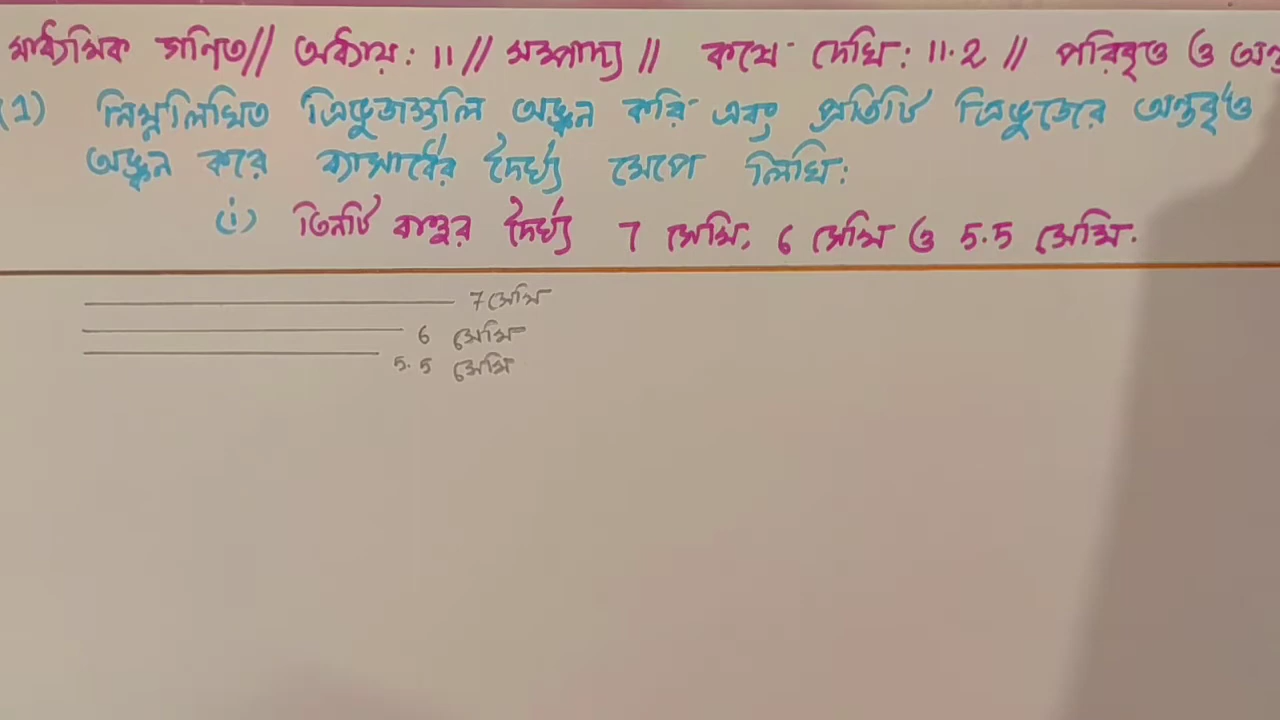 মাধ্যমিক গণিত// অধ্যায়: 11 // সম্পাদ্য // কষে দেখি: 11.2 // পরিবৃত্ত ও
(1) নিম্নলিখিত ত্রিভুজগুলি অঙ্কন করি এবং প্রতিটি ত্রিভুজের অন্তর্বৃত্ত
অঙ্কন করে ব্যাসার্ধের দৈর্ঘ্য মেপে লিখি:
(i) তিনটি বাহুর দৈর্ঘ্য 7 সেমি, 6 সেমি ও 5.5 সেমি.
7 সেমি
6 সেমি
5.5 সেমি